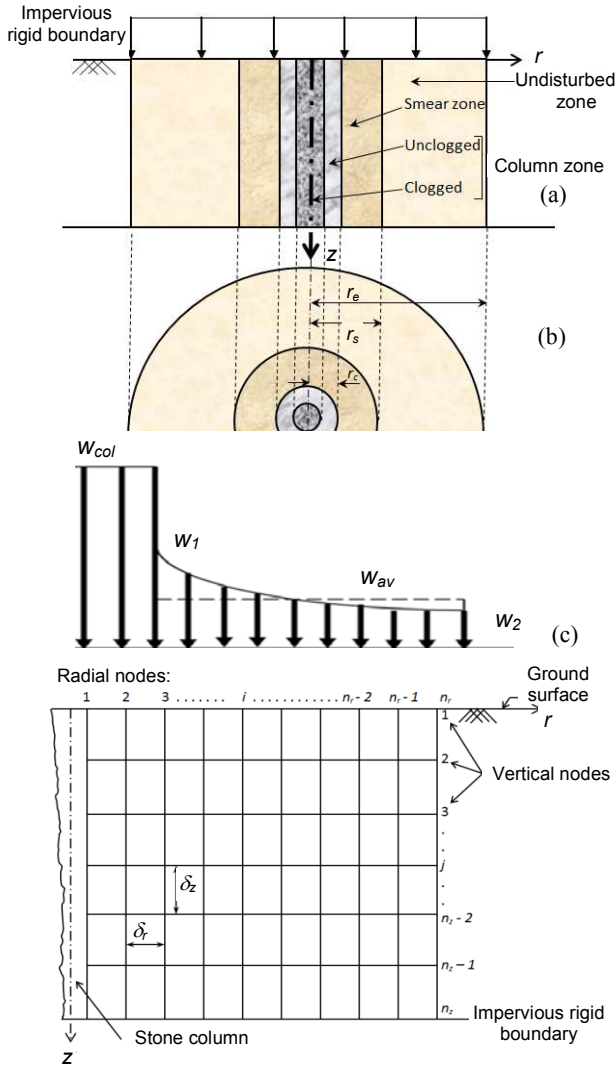 Impervious
rigid boundary
r
Undisturbed
zone
Smear zone
Unclogged
Column zone
Clogged
(a)
z
r_e
(b)
r_s
r_c
w_col
w_1
w_av
w_2
(c)
Radial nodes:
Ground
surface
1 2 3 . . . . . . . i . . . . . . . . . . . . n_r- 2 n_r- 1 n_r
r
1
2
Vertical nodes
3
.
.
j
.
.
δ_z
n_z - 2
δ_r
n_z – 1
n_z
Impervious rigid
boundary
Stone column
z